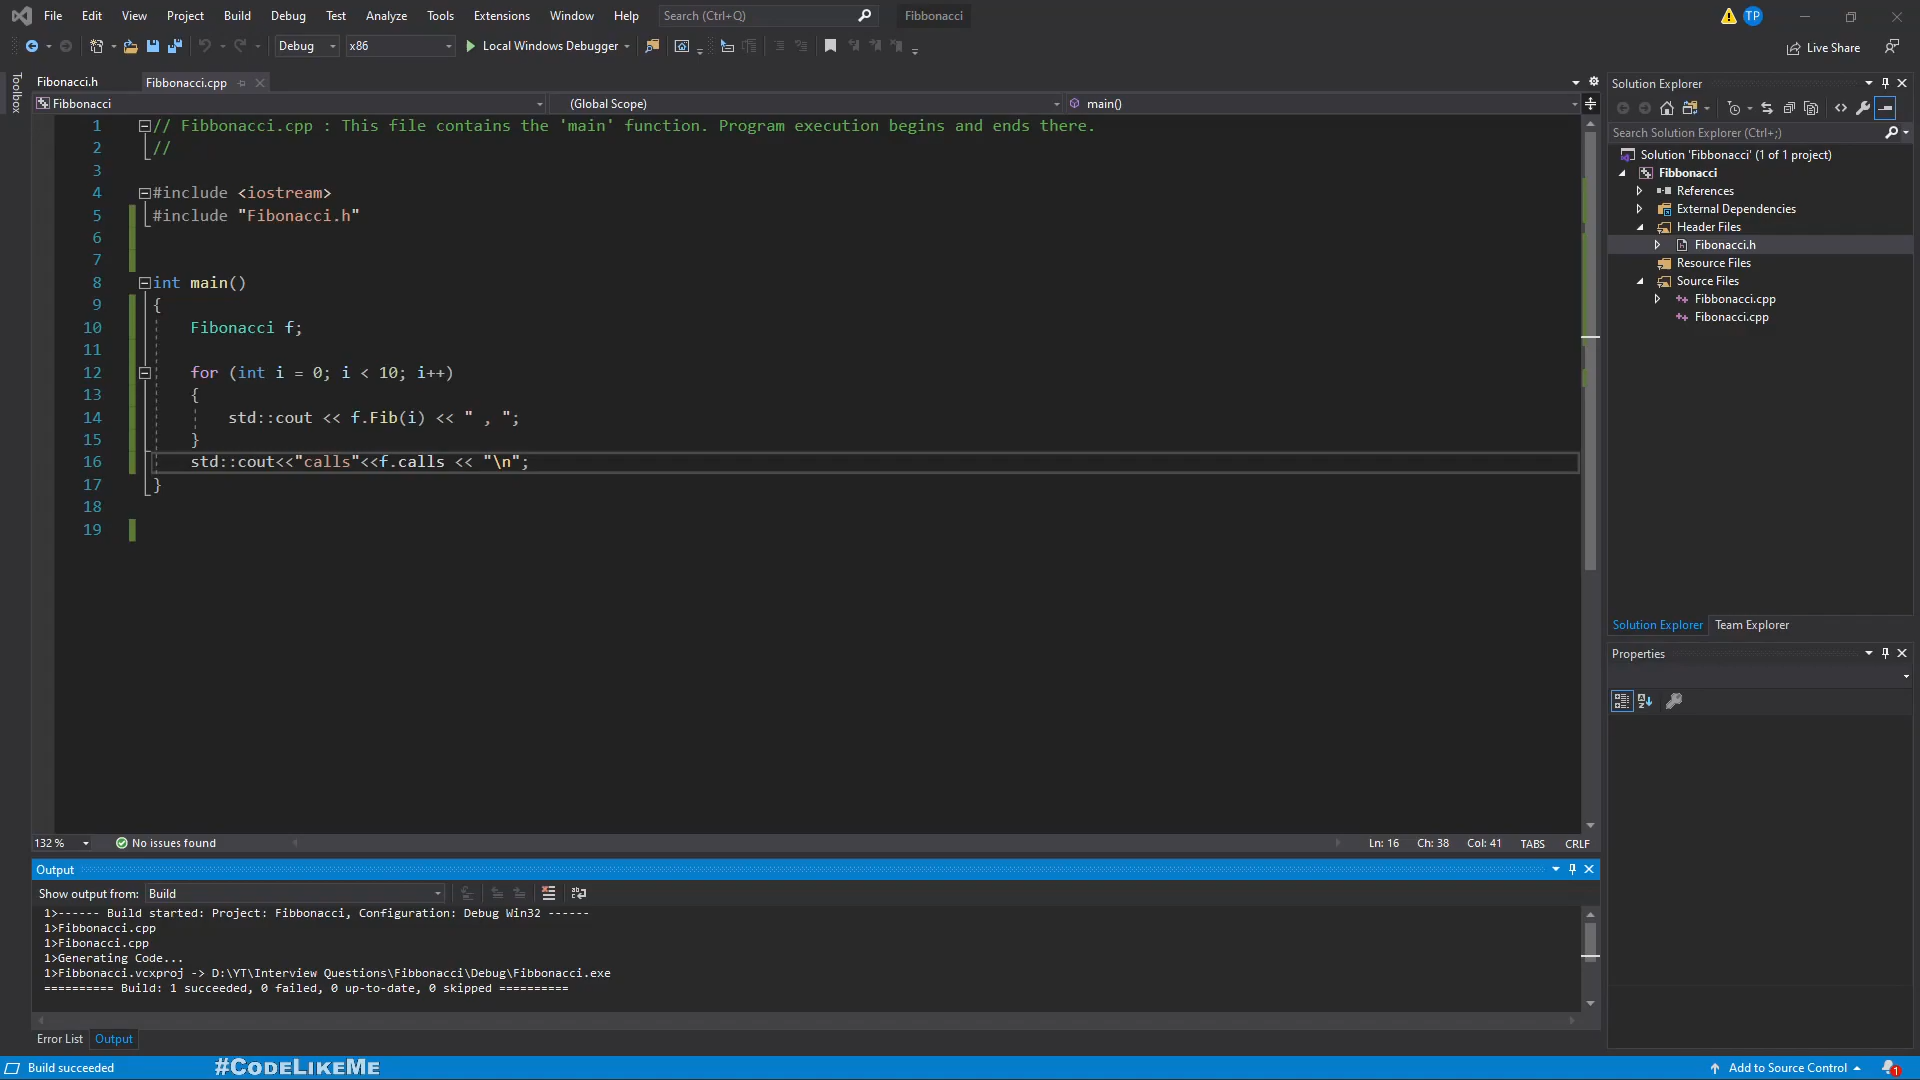 File Edit View Project Build Debug Test Analyze Tools Extensions Window Help Search (Ctrl+Q) Fibbonacci TP
Debug x86 Local Windows Debugger Live Share
Toolbox
Fibonacci.h Fibbonacci.cpp
Fibbonacci (Global Scope) main()
1 // Fibbonacci.cpp : This file contains the 'main' function. Program execution begins and ends there.
2 //
3
4 #include <iostream>
5 #include "Fibonacci.h"
6
7
8 int main()
9 {
10 Fibonacci f;
11
12 for (int i = 0; i < 10; i++)
13 {
14 std::cout << f.Fib(i) << " , ";
15 }
16 std::cout<<"calls"<<f.calls << "\n";
17 }
18
19
132 % No issues found Ln: 16 Ch: 38 Col: 41 TABS CRLF
Output
Show output from: Build
1>------ Build started: Project: Fibbonacci, Configuration: Debug Win32 ------
1>Fibbonacci.cpp
1>Fibonacci.cpp
1>Generating Code...
1>Fibbonacci.vcxproj -> D:\YT\Interview Questions\Fibbonacci\Debug\Fibbonacci.exe
========== Build: 1 succeeded, 0 failed, 0 up-to-date, 0 skipped ==========
Error List Output
Solution Explorer
Search Solution Explorer (Ctrl+;)
Solution 'Fibbonacci' (1 of 1 project)
Fibbonacci
References
External Dependencies
Header Files
Fibonacci.h
Resource Files
Source Files
Fibbonacci.cpp
Fibonacci.cpp
Solution Explorer Team Explorer
Properties
Build succeeded #CodeLikeMe Add to Source Control 1